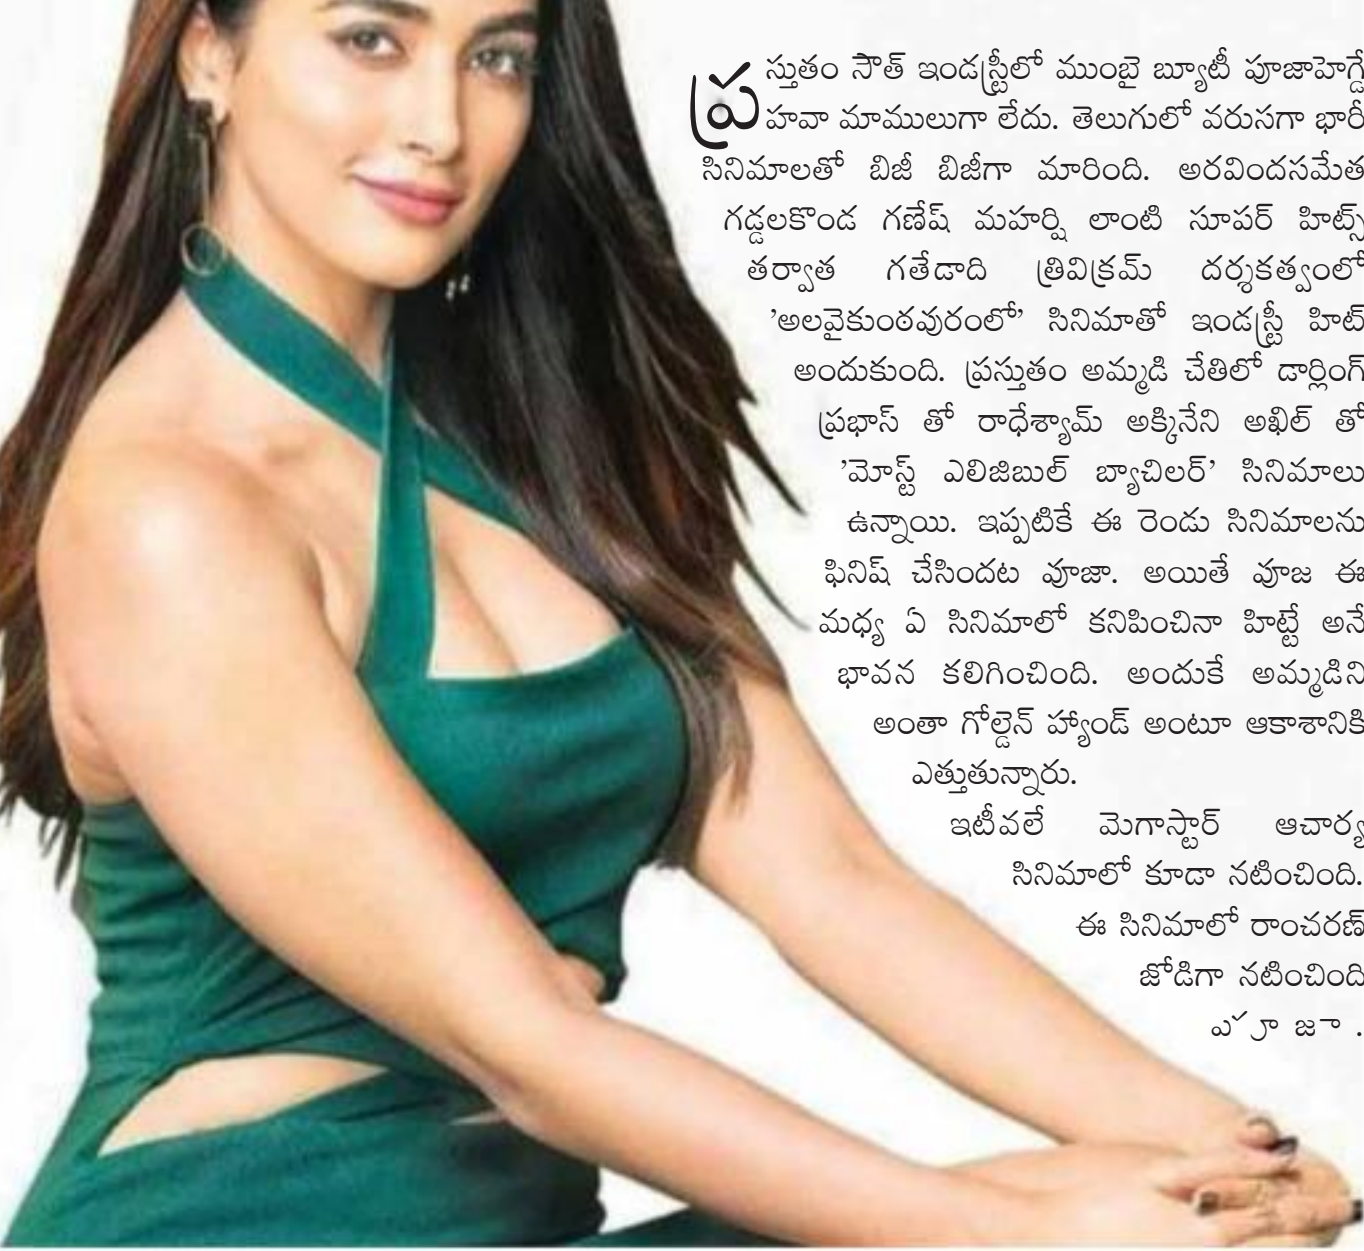 ప్రస్తుతం సౌత్ ఇండస్ట్రీలో ముంబై బ్యూటీ పూజాహెగ్డే
హవా మాములుగా లేదు. తెలుగులో వరుసగా భారీ
సినిమాలతో బిజీ బిజీగా మారింది. అరవిందసమేత
గడ్డలకొండ గణేష్ మహర్షి లాంటి సూపర్ హిట్స్
తర్వాత గతేడాది త్రివిక్రమ్ దర్శకత్వంలో
’అలవైకుంఠవురంలో’ సినిమాతో ఇండస్ట్రీ హిట్
అందుకుంది. ప్రస్తుతం అమ్మడి చేతిలో డార్లింగ్
ప్రభాస్ తో రాధేశ్యామ్ అక్కినేని అఖిల్ తో
’మోస్ట్ ఎలిజిబుల్ బ్యాచిలర్’ సినిమాలు
ఉన్నాయి. ఇప్పటికే ఈ రెండు సినిమాలను
ఫినిష్ చేసిందట వూజా. అయితే వూజ ఈ
మధ్య ఏ సినిమాలో కనిపించినా హిట్టే అనే
భావన కలిగించింది. అందుకే అమ్మడిని
అంతా గోల్డెన్ హ్యాండ్ అంటూ ఆకాశానికి
ఎత్తుతున్నారు.
ఇటీవలే మెగాస్టార్ ఆచార్య
సినిమాలో కూడా నటించింది.
ఈ సినిమాలో రాంచరణ్
జోడిగా నటించింది
పూజా.